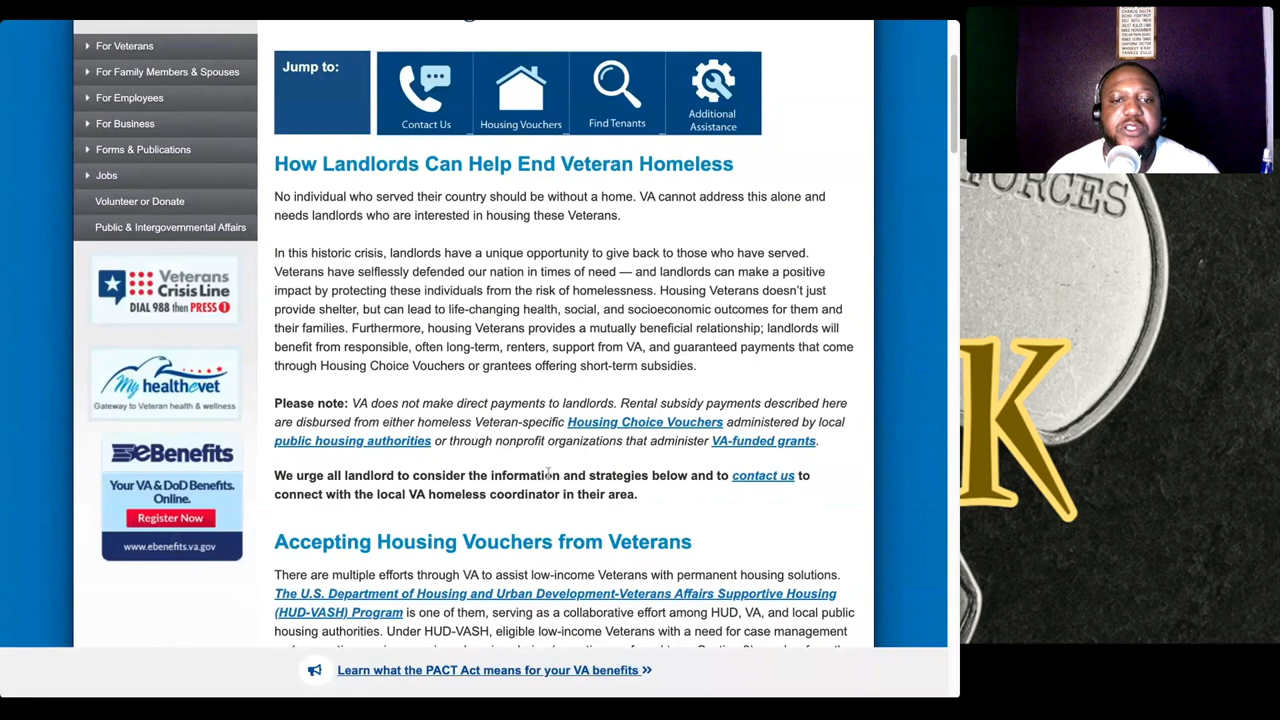 For Veterans
For Family Members & Spouses
For Employees
For Business
Forms & Publications
Jobs
Volunteer or Donate
Public & Intergovernmental Affairs
Veterans
Crisis Line
DIAL 988 then PRESS 1
My healthevet
Gateway to Veteran health & wellness
eBenefits
Your VA & DoD Benefits.
Online.
Register Now
www.ebenefits.va.gov
Jump to:
Contact Us
Housing Vouchers
Find Tenants
Additional
Assistance
How Landlords Can Help End Veteran Homeless
No individual who served their country should be without a home. VA cannot address this alone and
needs landlords who are interested in housing these Veterans.
In this historic crisis, landlords have a unique opportunity to give back to those who have served.
Veterans have selflessly defended our nation in times of need — and landlords can make a positive
impact by protecting these individuals from the risk of homelessness. Housing Veterans doesn't just
provide shelter, but can lead to life-changing health, social, and socioeconomic outcomes for them and
their families. Furthermore, housing Veterans provides a mutually beneficial relationship; landlords will
benefit from responsible, often long-term, renters, support from VA, and guaranteed payments that come
through Housing Choice Vouchers or grantees offering short-term subsidies.
Please note: VA does not make direct payments to landlords. Rental subsidy payments described here
are disbursed from either homeless Veteran-specific Housing Choice Vouchers administered by local
public housing authorities or through nonprofit organizations that administer VA-funded grants.
We urge all landlord to consider the information and strategies below and to contact us to
connect with the local VA homeless coordinator in their area.
Accepting Housing Vouchers from Veterans
There are multiple efforts through VA to assist low-income Veterans with permanent housing solutions.
The U.S. Department of Housing and Urban Development-Veterans Affairs Supportive Housing
(HUD-VASH) Program is one of them, serving as a collaborative effort among HUD, VA, and local public
housing authorities. Under HUD-VASH, eligible low-income Veterans with a need for case management
Learn what the PACT Act means for your VA benefits »
FORCES
K